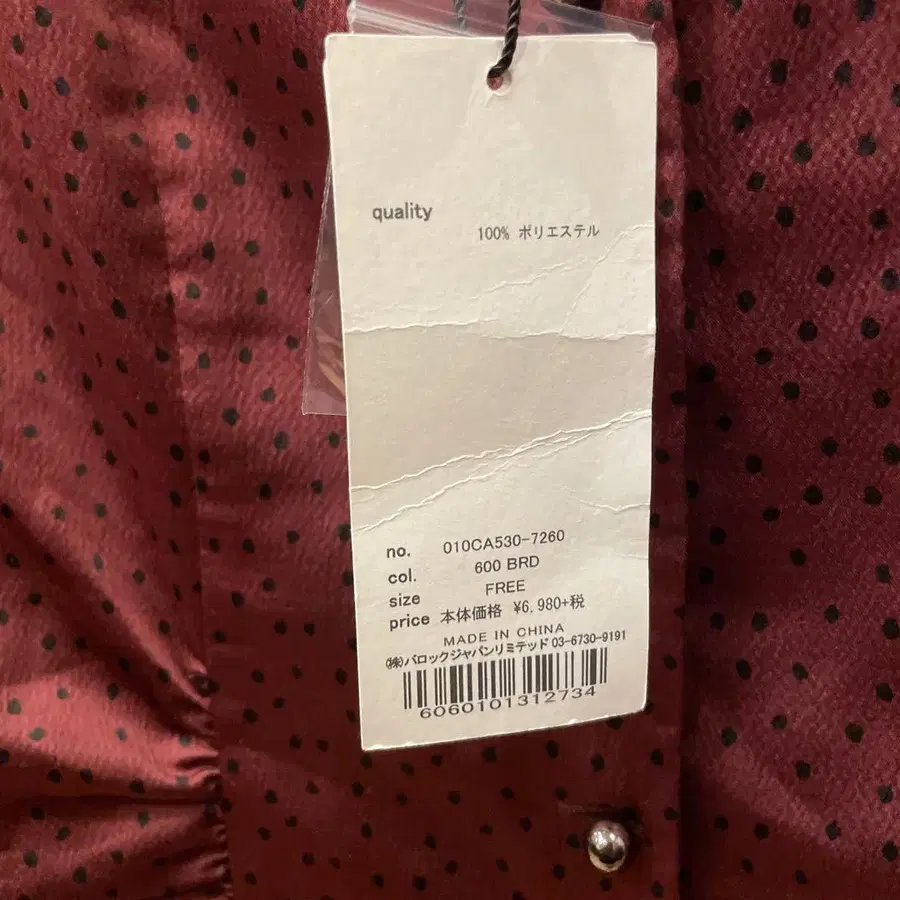 quality
100% ポリエステル
no. 010CA530-7260
col. 600 BRD
size FREE
price 本体価格 ¥6,980+税
MADE IN CHINA
㈱バロックジャパンリミテッド 03-6730-9191
6060101312734